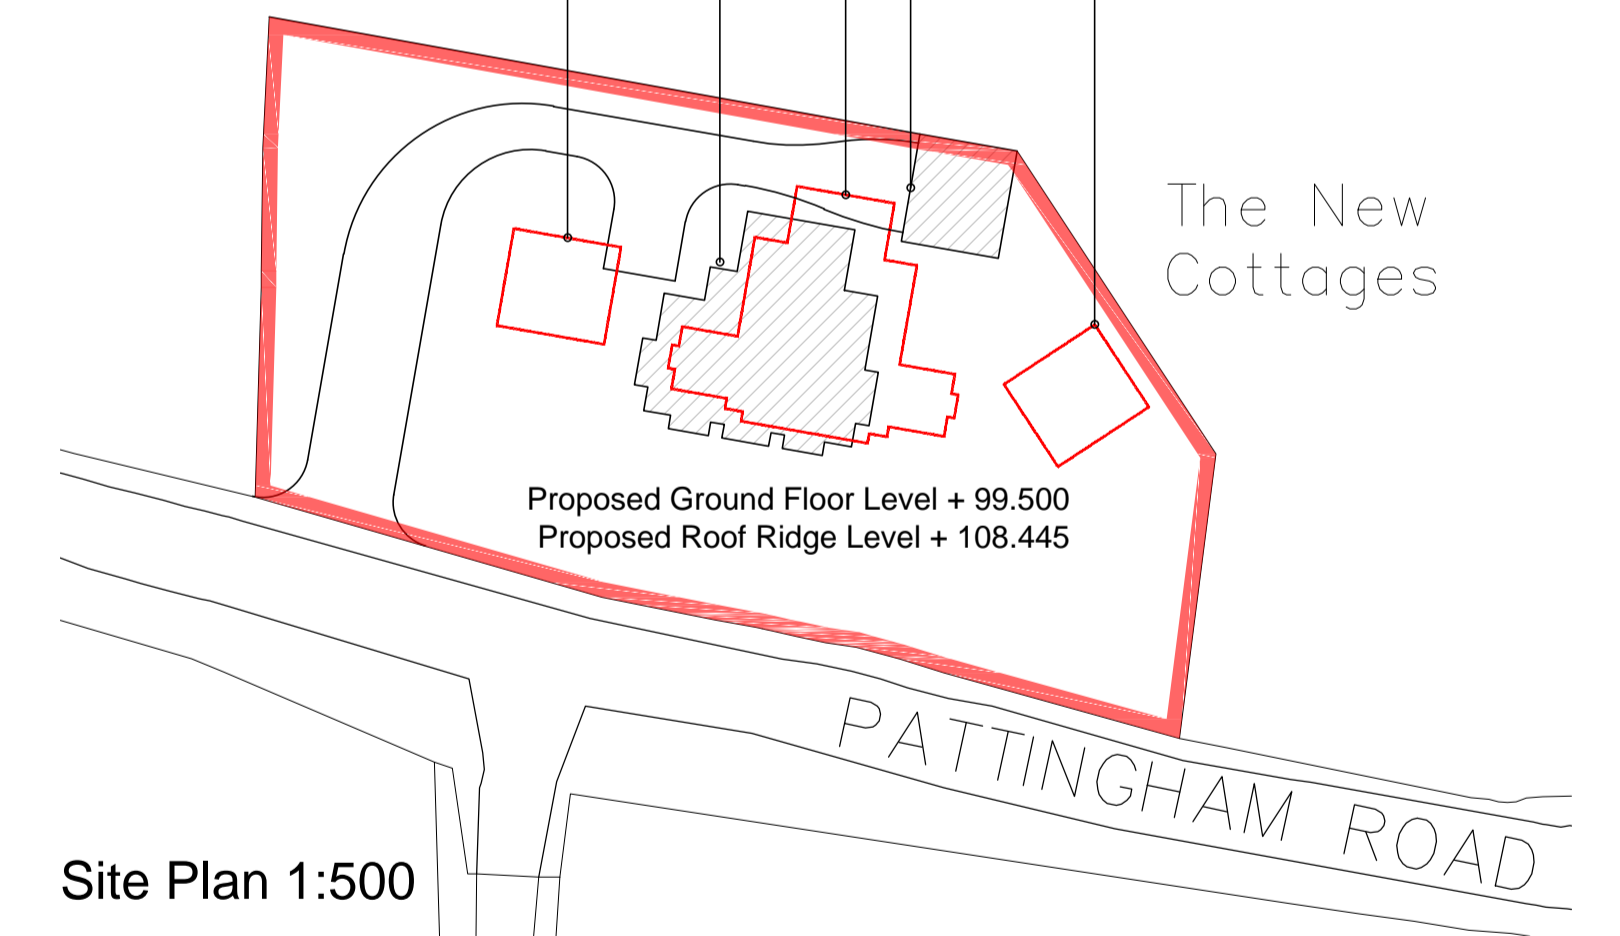 The New
Cottages
Proposed Ground Floor Level + 99.500
Proposed Roof Ridge Level + 108.445
PATTINGHAM ROAD
Site Plan 1:500